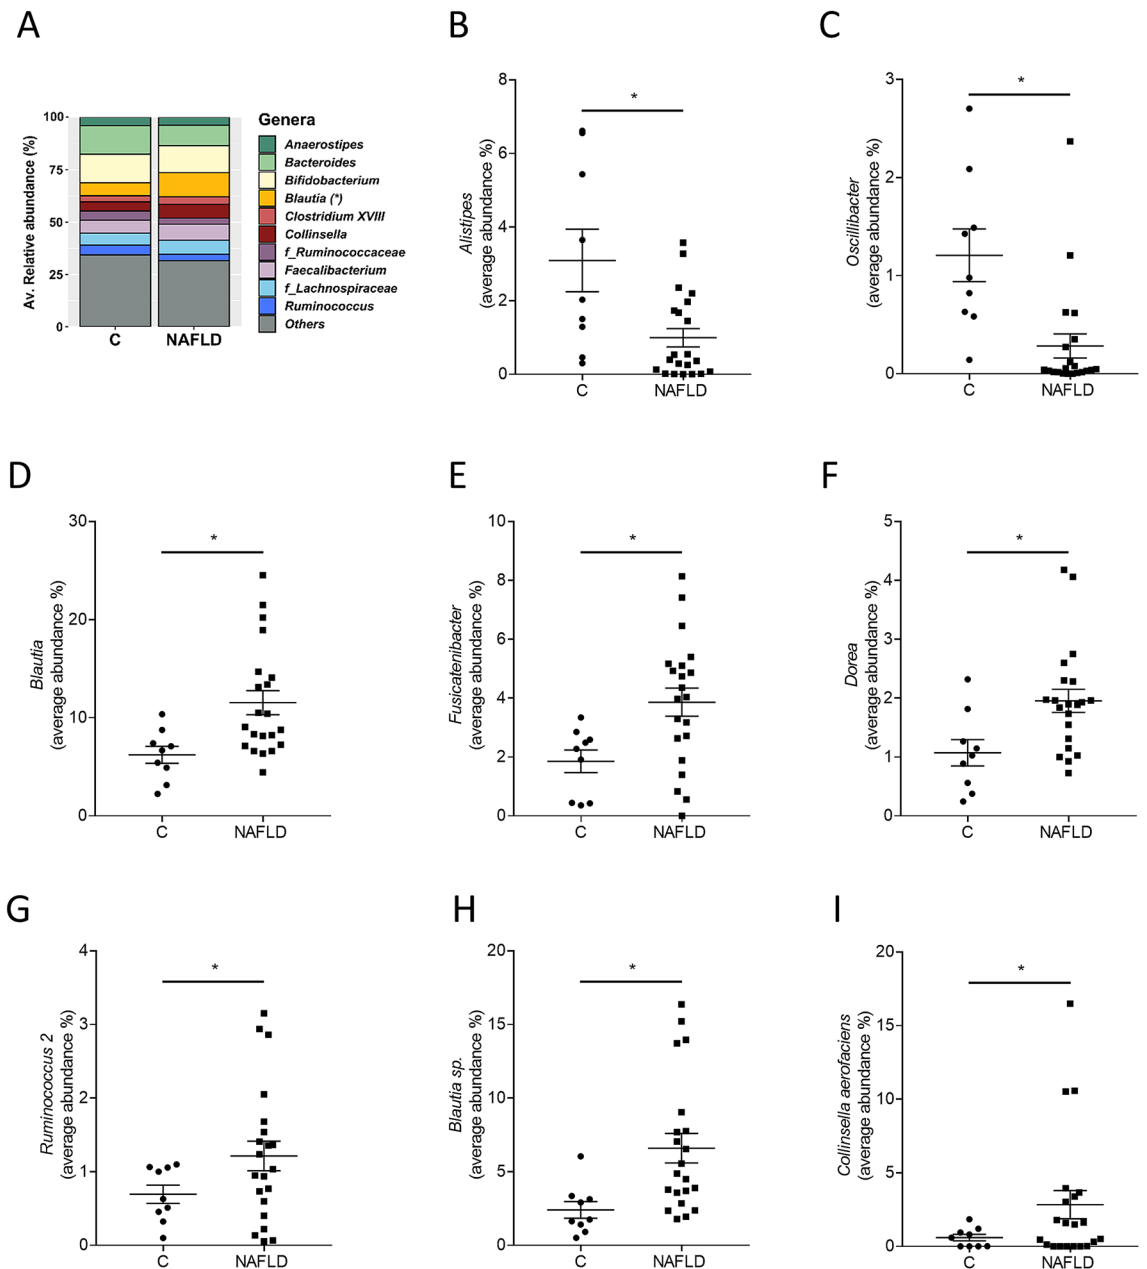 A
Av. Relative abundance (%)
100
75
50
25
0
C NAFLD
Genera
Anaerostipes
Bacteroides
Bifidobacterium
Blautia (*)
Clostridium XVIII
Collinsella
f_Ruminococcaceae
Faecalibacterium
f_Lachnospiraceae
Ruminococcus
Others
B
Alistipes
(average abundance %)
8
6
4
2
0
*
C NAFLD
C
Oscillibacter
(average abundance %)
3
2
1
0
*
C NAFLD
D
Blautia
(average abundance %)
30
20
10
0
*
C NAFLD
E
Fusicatenibacter
(average abundance %)
10
8
6
4
2
0
*
C NAFLD
F
Dorea
(average abundance %)
5
4
3
2
1
0
*
C NAFLD
G
Ruminococcus 2
(average abundance %)
4
3
2
1
0
*
C NAFLD
H
Blautia sp.
(average abundance %)
20
15
10
5
0
*
C NAFLD
I
Collinsella aerofaciens
(average abundance %)
20
15
10
5
0
*
C NAFLD